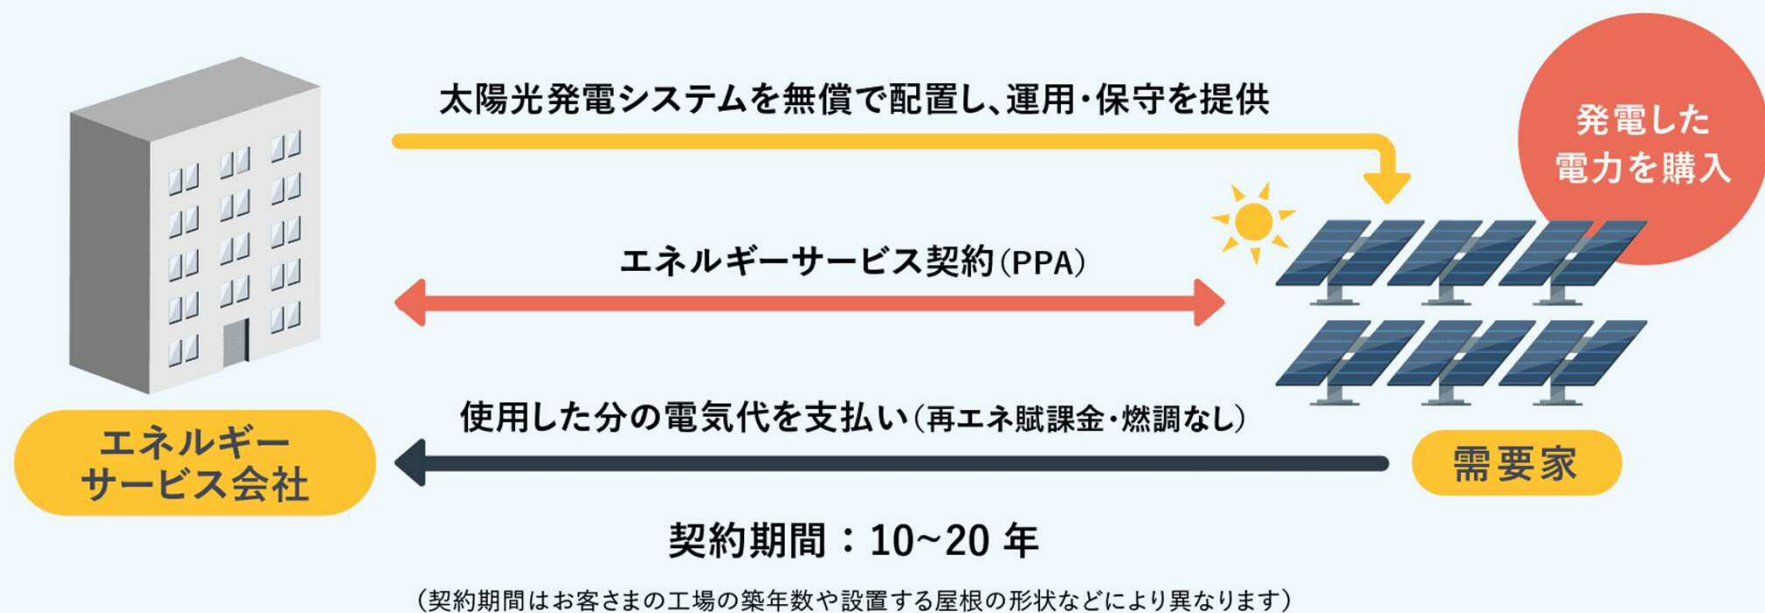 太陽光発電システムを無償で配置し、運用・保守を提供
発電した
電力を購入
エネルギーサービス契約(PPA)
使用した分の電気代を支払い(再エネ賦課金・燃調なし)
エネルギー
サービス会社
需要家
契約期間：10~20 年
(契約期間はお客さまの工場の築年数や設置する屋根の形状などにより異なります)